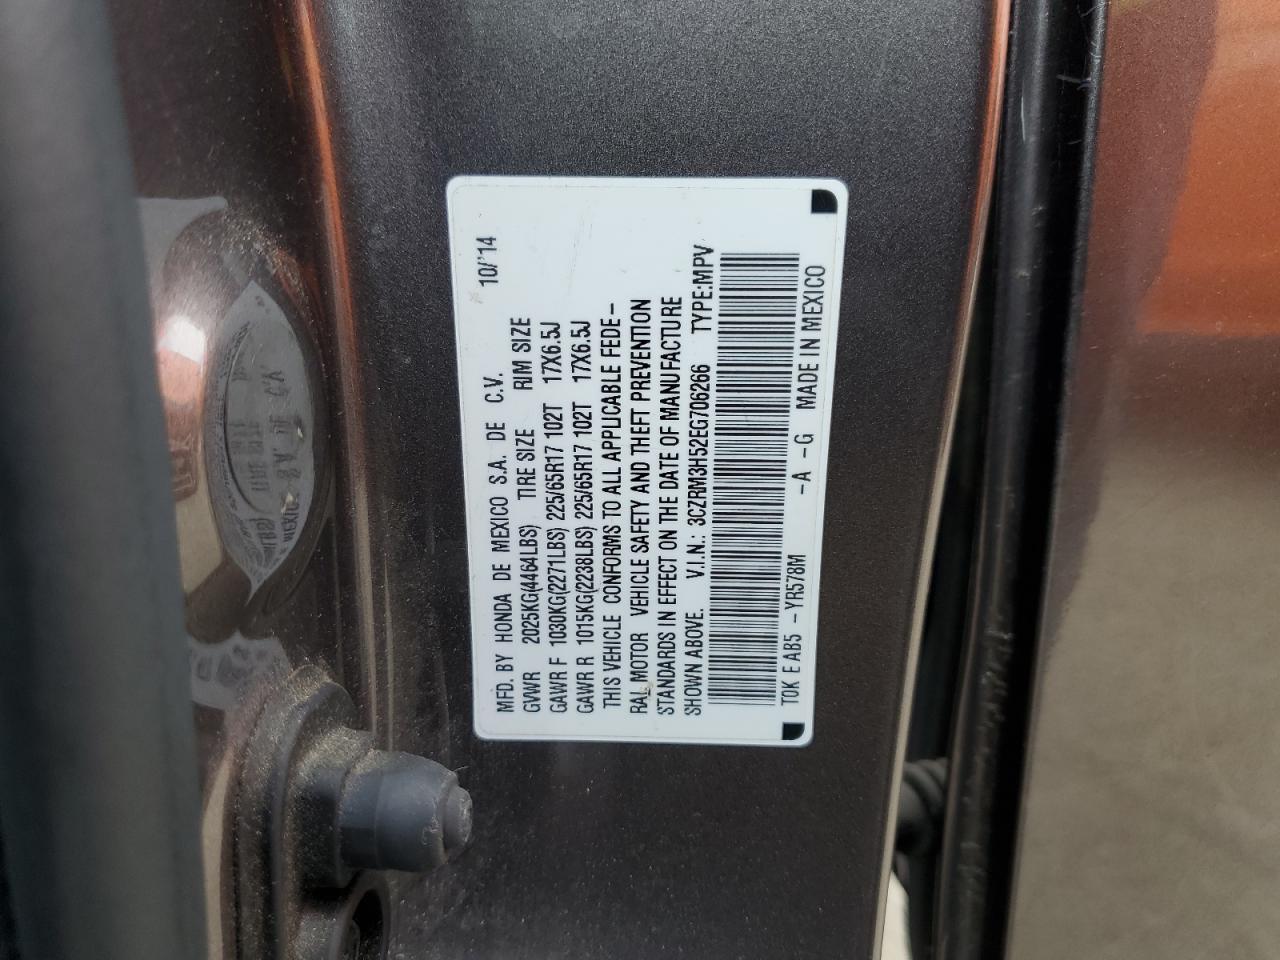 MFD. BY HONDA DE MEXICO S.A. DE C.V. 10/'14
GVWR 2025KG(4464LBS) TIRE SIZE RIM SIZE
GAWR F 1030KG(2271LBS) 225/65R17 102T 17X6.5J
GAWR R 1015KG(2238LBS) 225/65R17 102T 17X6.5J
THIS VEHICLE CONFORMS TO ALL APPLICABLE FEDE-
RAL MOTOR VEHICLE SAFETY AND THEFT PREVENTION
STANDARDS IN EFFECT ON THE DATE OF MANUFACTURE
SHOWN ABOVE. V.I.N.: 3CZRM3H52EG706266 TYPE:MPV
T0K E AB5 -YR578M -A -G MADE IN MEXICO